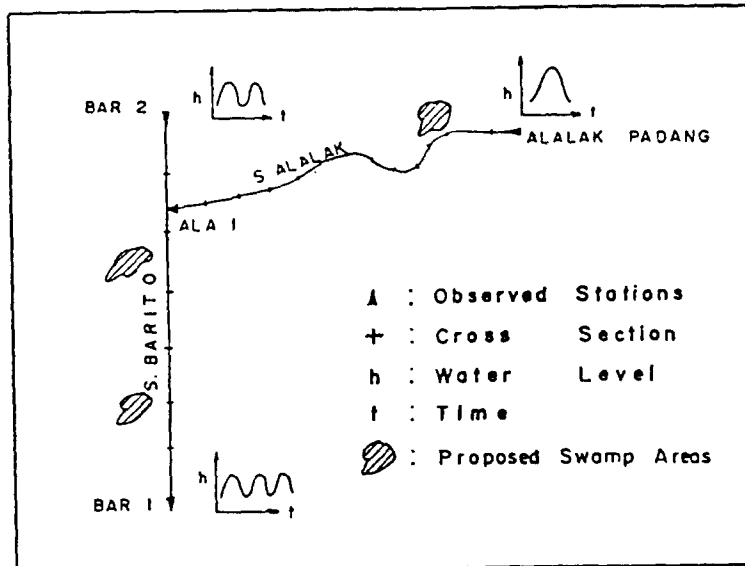 h
t
BAR 2
h
t
ALALAK PADANG
S ALALAK
ALA 1
S. BARITO
▲ : Observed Stations
+ : Cross Section
h : Water Level
t : Time
: Proposed Swamp Areas
h
t
BAR 1